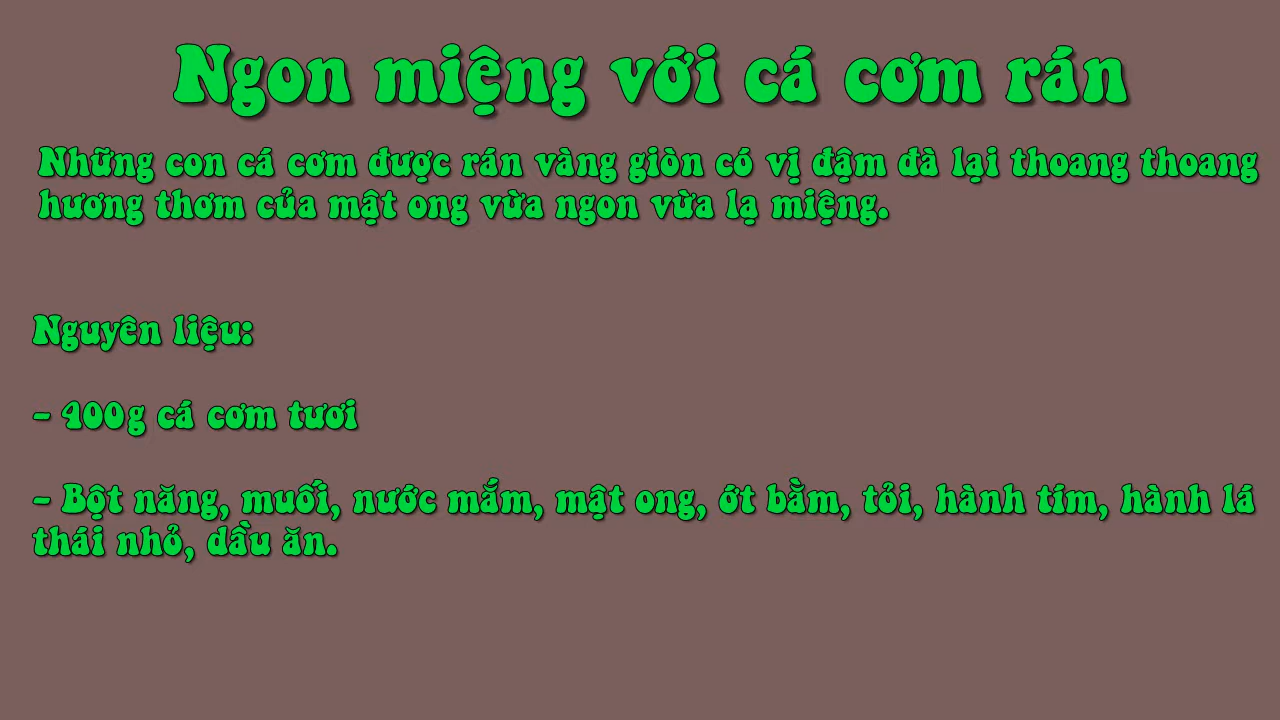 Ngon miệng với cá cơm rán
Những con cá cơm được rán vàng giòn có vị đậm đà lại thoang thoang
hương thơm của mật ong vừa ngon vừa lạ miệng.
Nguyên liệu:
- 400g cá cơm tươi
- Bột năng, muối, nước mắm, mật ong, ớt bằm, tỏi, hành tím, hành lá
thái nhỏ, dầu ăn.